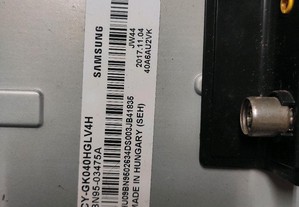 SAMSUNG
JW44
2017.11.04
40A6AU2VK
CY-GK040HGLV4H
BN95-03475A
MADE IN HUNGARY (SEH)